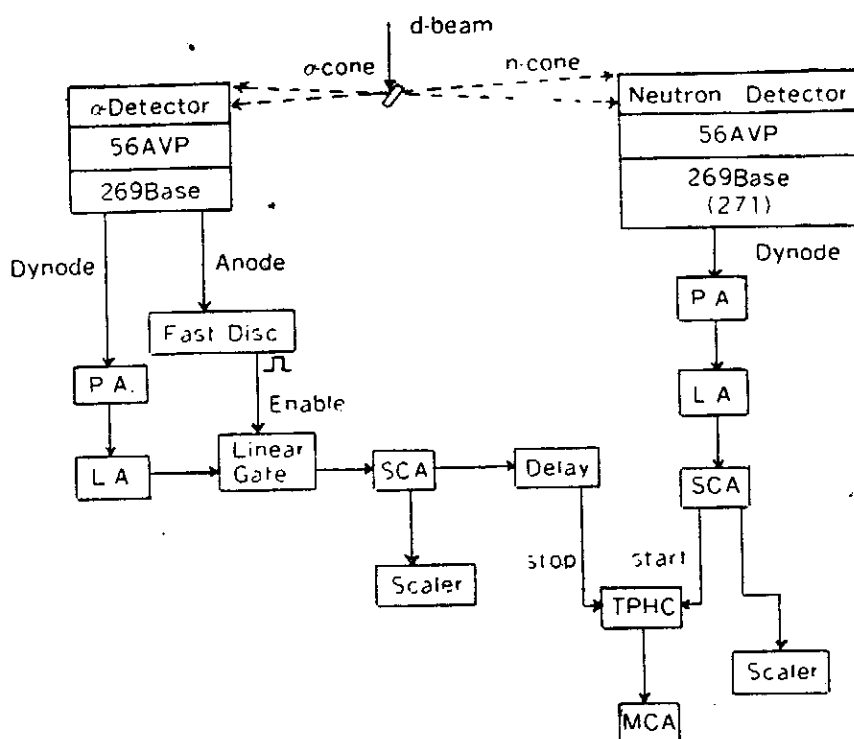 d-beam
α-cone
n-cone
α-Detector
56AVP
269Base
Neutron Detector
56AVP
269Base
(271)
Dynode
Anode
Dynode
Fast Disc
P A
P A.
Enable
L A
L A
Linear
Gate
SCA
Delay
SCA
stop
start
Scaler
TPHC
Scaler
MCA